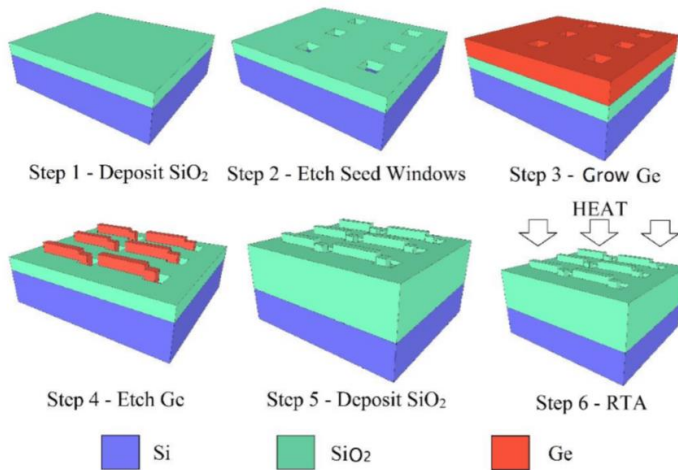 Step 1 - Deposit SiO₂
Step 2 - Etch Seed Windows
Step 3 - Grow Ge
HEAT
Step 4 - Etch Ge
Step 5 - Deposit SiO₂
Step 6 - RTA
Si
SiO₂
Ge